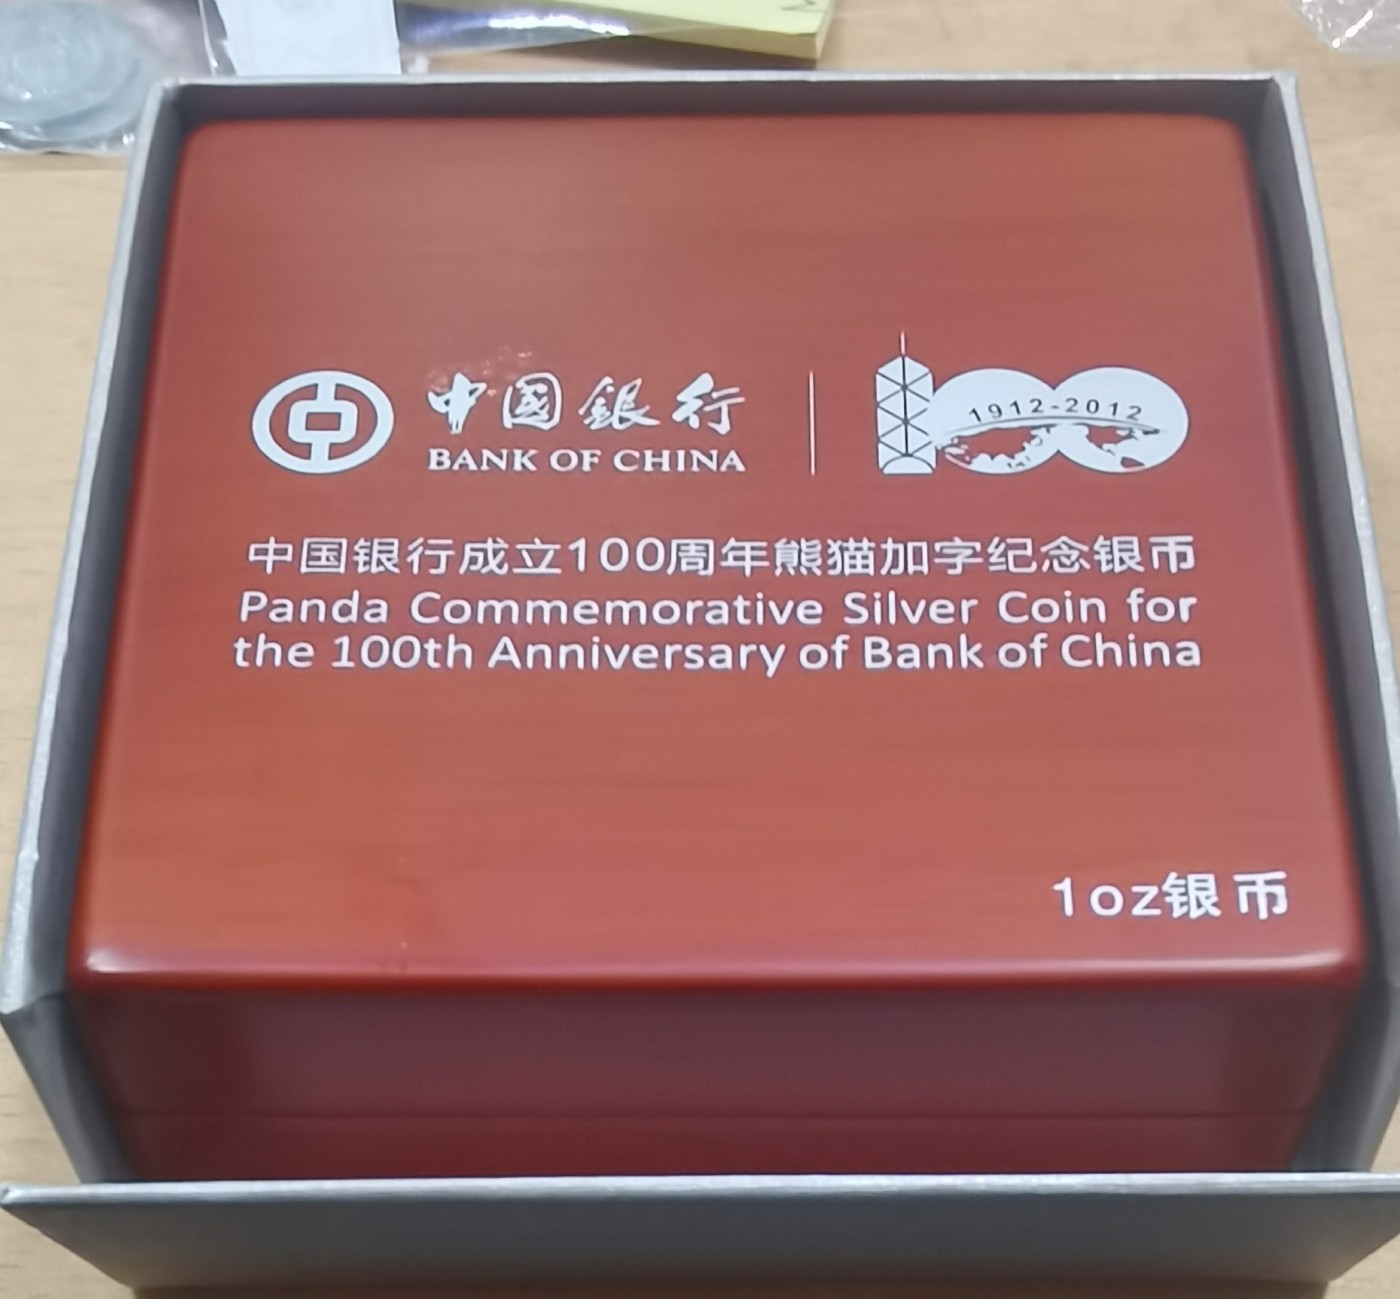 中国銀行
BANK OF CHINA
1912-2012
中国银行成立100周年熊猫加字纪念银币
Panda Commemorative Silver Coin for
the 100th Anniversary of Bank of China
1oz银币